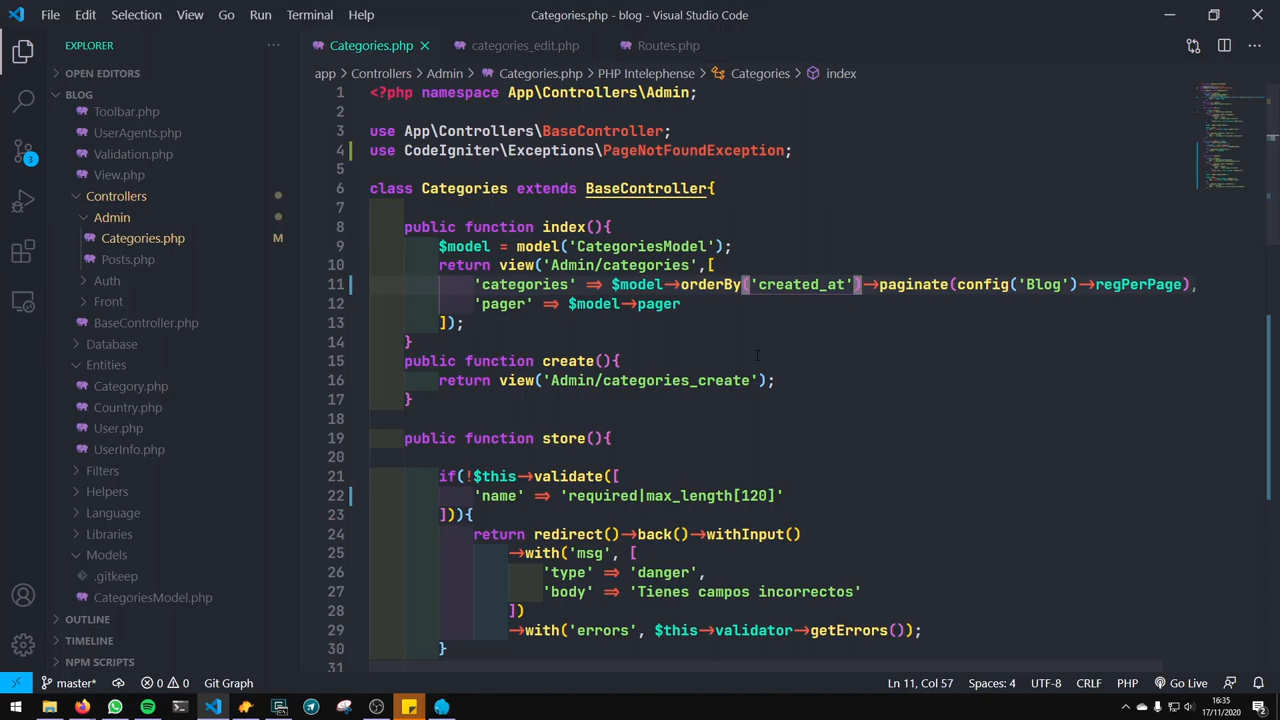 File Edit Selection View Go Run Terminal Help Categories.php - blog - Visual Studio Code
EXPLORER
Categories.php categories_edit.php Routes.php
app > Controllers > Admin > Categories.php > PHP Intelephense > Categories > index
OPEN EDITORS
BLOG
Toolbar.php
UserAgents.php
Validation.php
View.php
Controllers
Admin
Categories.php M
Posts.php
Auth
Front
BaseController.php
Database
Entities
Category.php
Country.php
User.php
UserInfo.php
Filters
Helpers
Language
Libraries
Models
.gitkeep
CategoriesModel.php
OUTLINE
TIMELINE
NPM SCRIPTS
3
1 <?php namespace App\Controllers\Admin;
2
3 use App\Controllers\BaseController;
4 use CodeIgniter\Exceptions\PageNotFoundException;
5
6 class Categories extends BaseController{
7
8 public function index(){
9 $model = model('CategoriesModel');
10 return view('Admin/categories',[
11 'categories' => $model->orderBy('created_at')->paginate(config('Blog')->regPerPage),
12 'pager' => $model->pager
13 ]);
14 }
15 public function create(){
16 return view('Admin/categories_create');
17 }
18
19 public function store(){
20
21 if(!$this->validate([
22 'name' => 'required|max_length[120]'
23 ])){
24 return redirect()->back()->withInput()
25 ->with('msg', [
26 'type' => 'danger',
27 'body' => 'Tienes campos incorrectos'
28 ])
29 ->with('errors', $this->validator->getErrors());
30 }
31
master* 0 0 Git Graph Ln 11, Col 57 Spaces: 4 UTF-8 CRLF PHP Go Live
16:35
17/11/2020
2